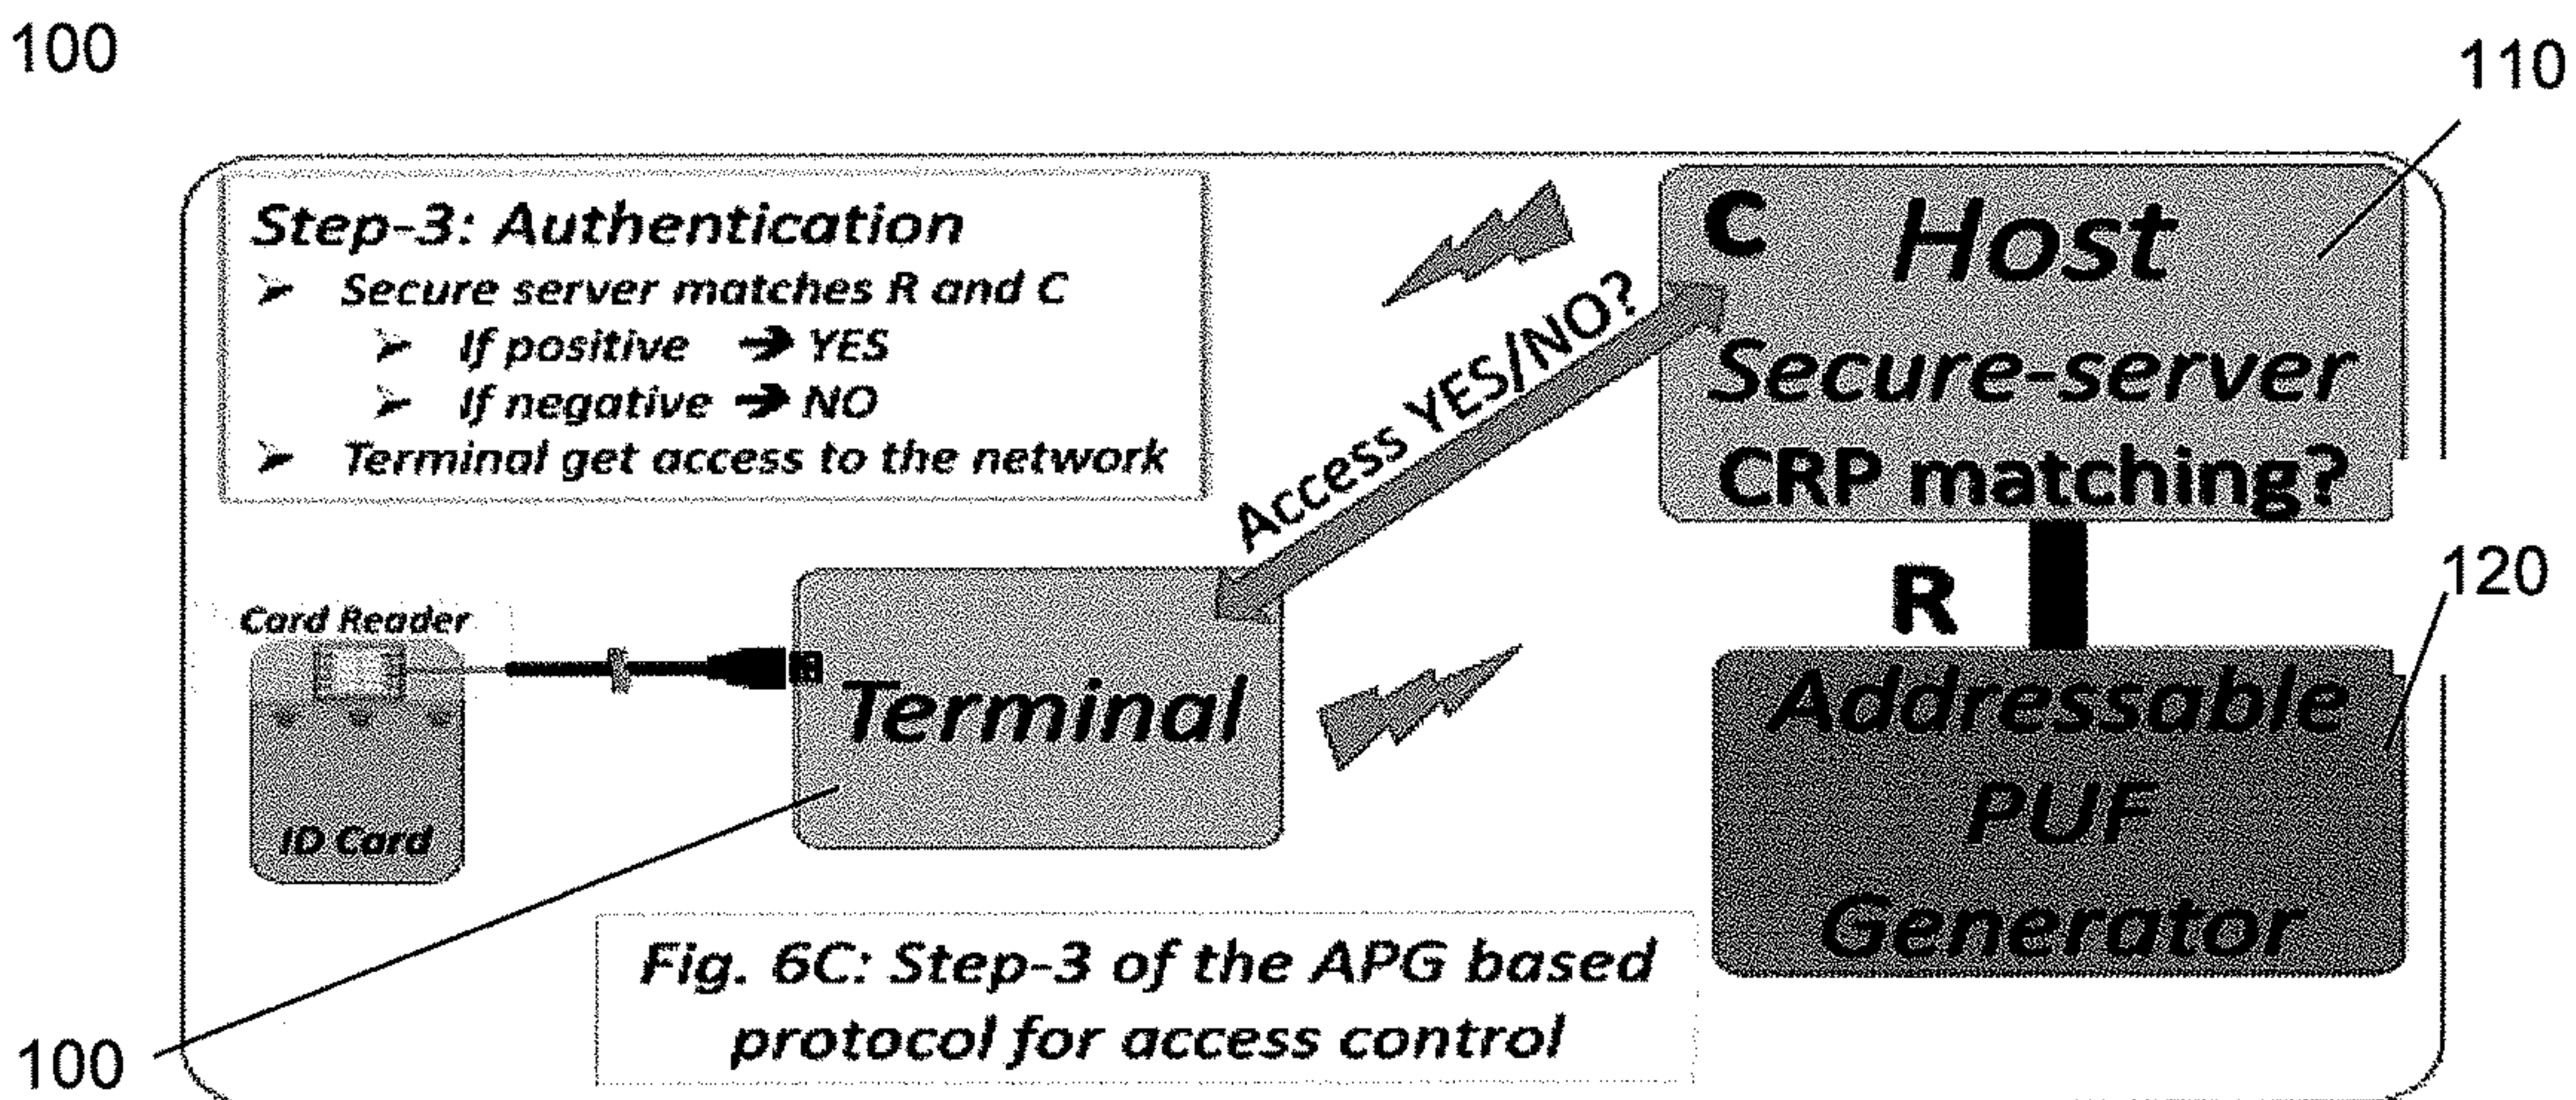 100
110
Step-3: Authentication
➢ Secure server matches R and C
➢ If positive ➔ YES
➢ If negative ➔ NO
➢ Terminal get access to the network
Access YES/NO?
C
Host
Secure-server
CRP matching?
R
120
Addressable
PUF
Generator
Card Reader
ID Card
Terminal
Fig. 6C: Step-3 of the APG based
protocol for access control
100